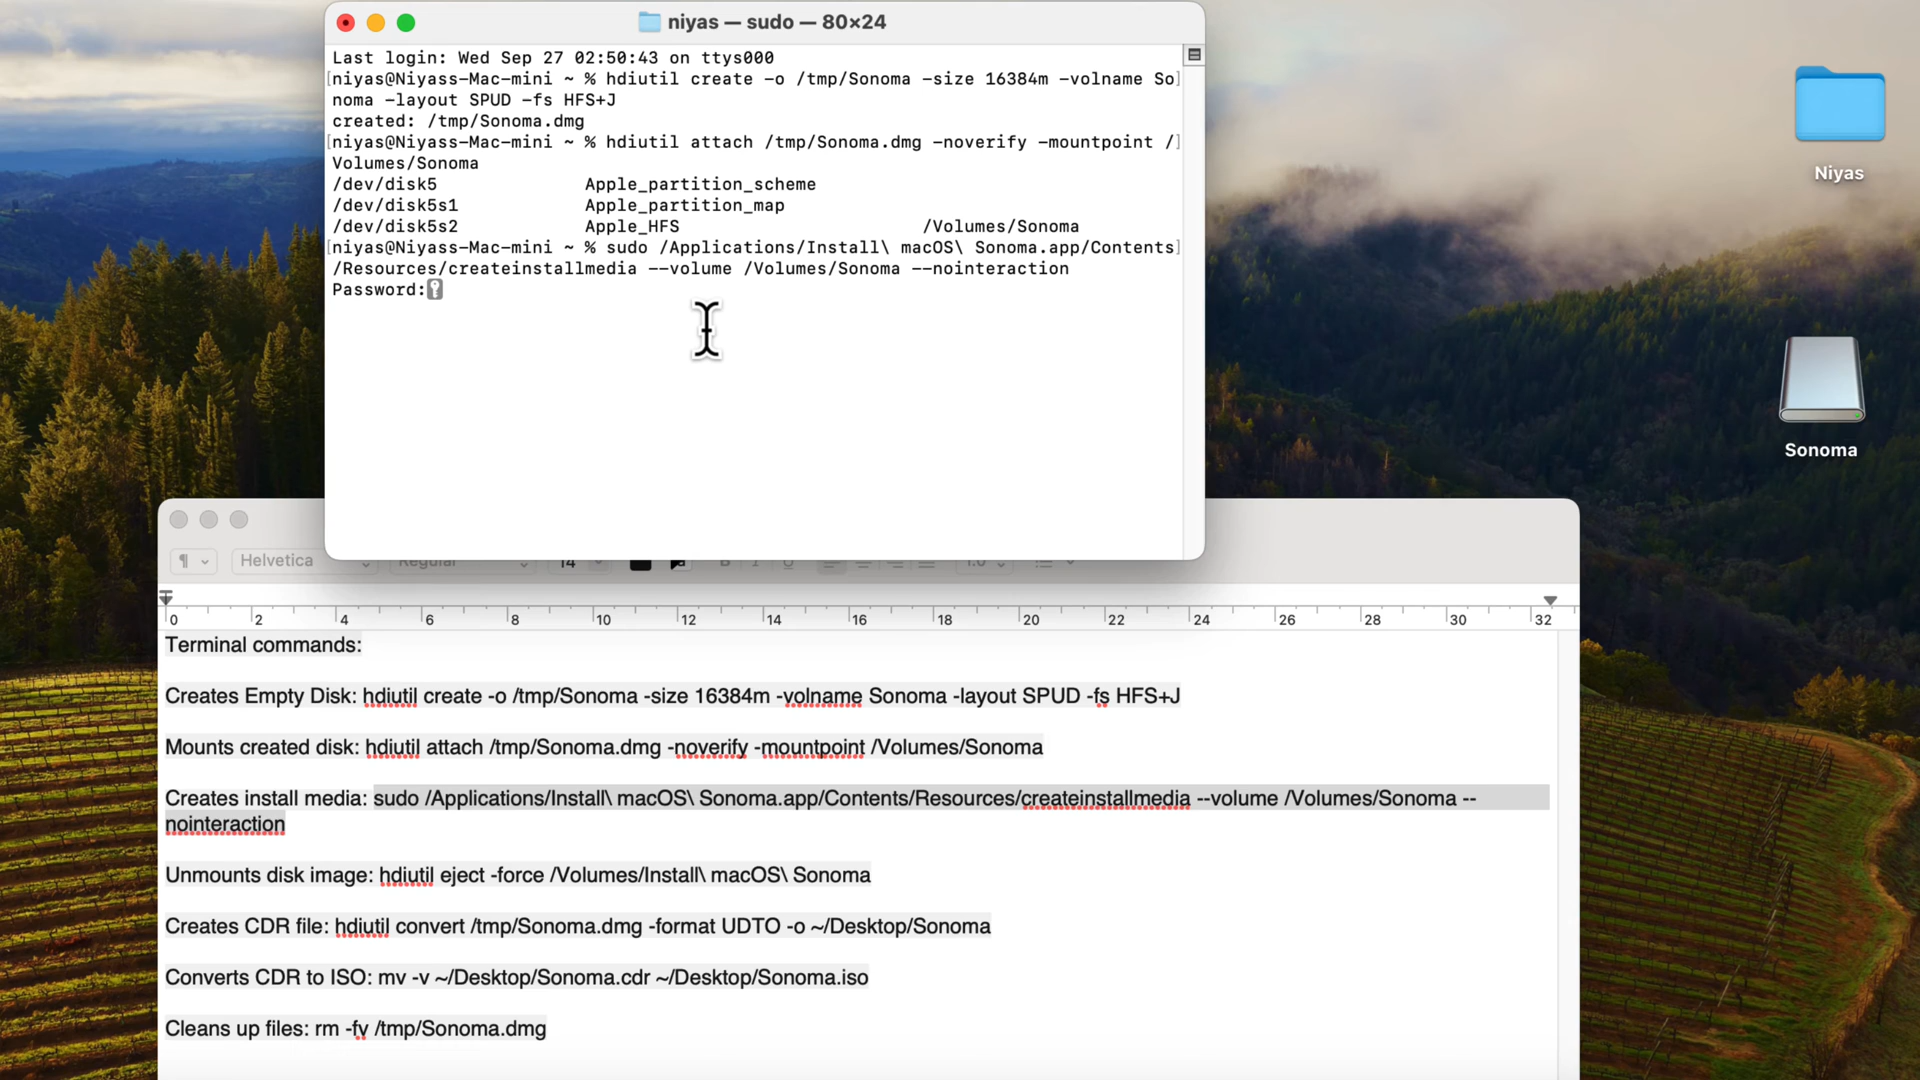 niyas — sudo — 80×24
Last login: Wed Sep 27 02:50:43 on ttys000
[niyas@Niyass-Mac-mini ~ % hdiutil create -o /tmp/Sonoma -size 16384m -volname So]
noma -layout SPUD -fs HFS+J
created: /tmp/Sonoma.dmg
[niyas@Niyass-Mac-mini ~ % hdiutil attach /tmp/Sonoma.dmg -noverify -mountpoint /]
Volumes/Sonoma
/dev/disk5 Apple_partition_scheme
/dev/disk5s1 Apple_partition_map
/dev/disk5s2 Apple_HFS /Volumes/Sonoma
[niyas@Niyass-Mac-mini ~ % sudo /Applications/Install\ macOS\ Sonoma.app/Contents]
/Resources/createinstallmedia --volume /Volumes/Sonoma --nointeraction
Password:
Niyas
Sonoma
Helvetica Regular 14 B I U 1.0
0 2 4 6 8 10 12 14 16 18 20 22 24 26 28 30 32
Terminal commands:
Creates Empty Disk: hdiutil create -o /tmp/Sonoma -size 16384m -volname Sonoma -layout SPUD -fs HFS+J
Mounts created disk: hdiutil attach /tmp/Sonoma.dmg -noverify -mountpoint /Volumes/Sonoma
Creates install media: sudo /Applications/Install\ macOS\ Sonoma.app/Contents/Resources/createinstallmedia --volume /Volumes/Sonoma --
nointeraction
Unmounts disk image: hdiutil eject -force /Volumes/Install\ macOS\ Sonoma
Creates CDR file: hdiutil convert /tmp/Sonoma.dmg -format UDTO -o ~/Desktop/Sonoma
Converts CDR to ISO: mv -v ~/Desktop/Sonoma.cdr ~/Desktop/Sonoma.iso
Cleans up files: rm -fv /tmp/Sonoma.dmg